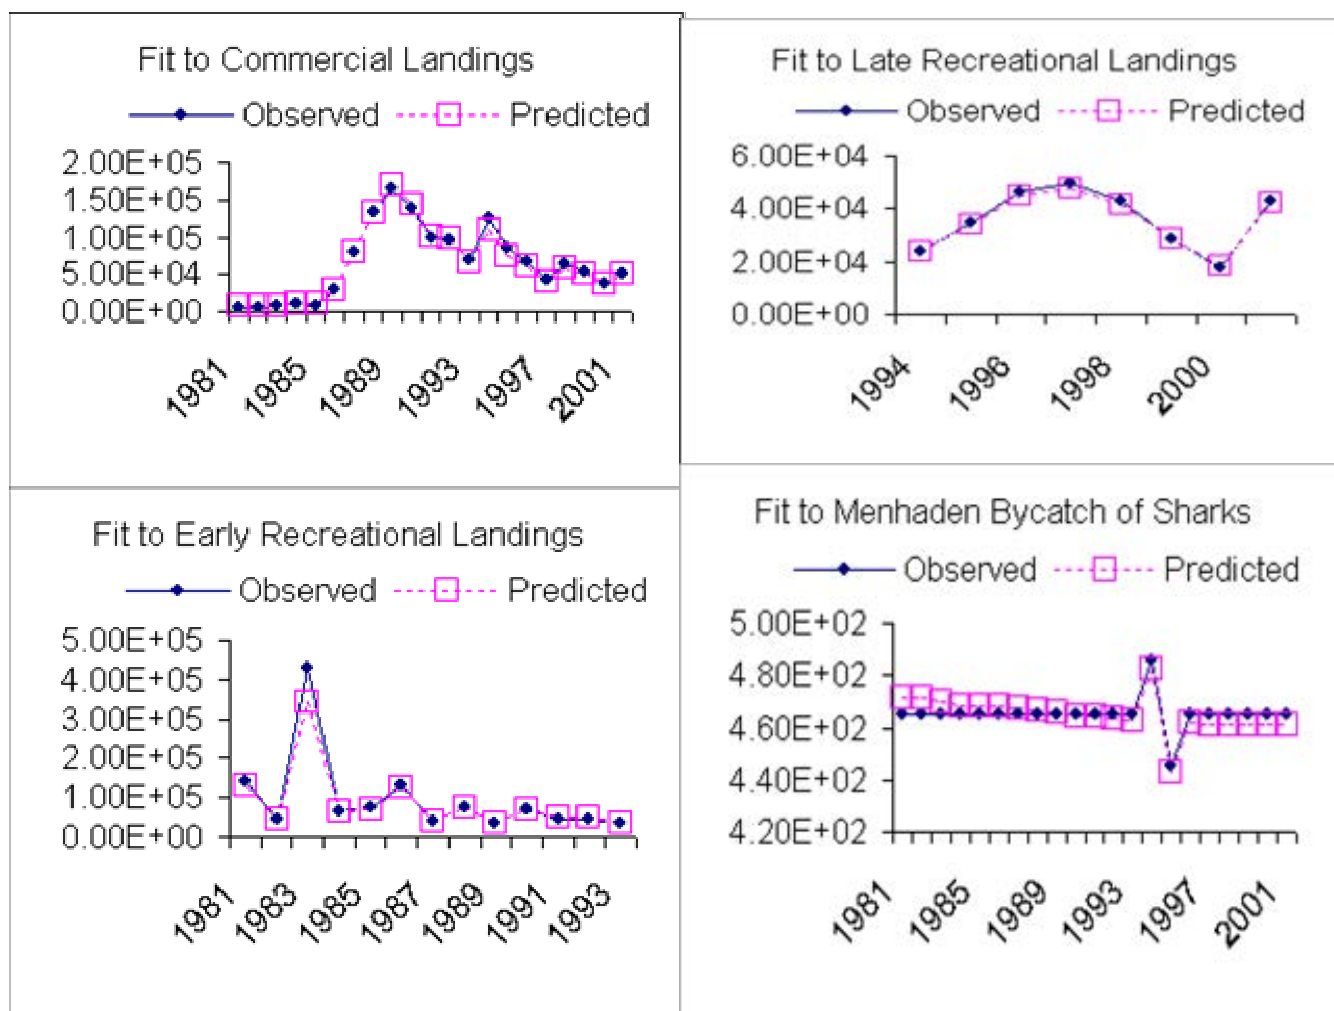 Fit to Commercial Landings
Observed Predicted
2.00E+05
1.50E+05
1.00E+05
5.00E+04
0.00E+00
1981 1985 1989 1993 1997 2001
Fit to Late Recreational Landings
Observed Predicted
6.00E+04
4.00E+04
2.00E+04
0.00E+00
1994 1996 1998 2000
Fit to Early Recreational Landings
Observed Predicted
5.00E+05
4.00E+05
3.00E+05
2.00E+05
1.00E+05
0.00E+00
1981 1983 1985 1987 1989 1991 1993
Fit to Menhaden Bycatch of Sharks
Observed Predicted
5.00E+02
4.80E+02
4.60E+02
4.40E+02
4.20E+02
1981 1985 1989 1993 1997 2001